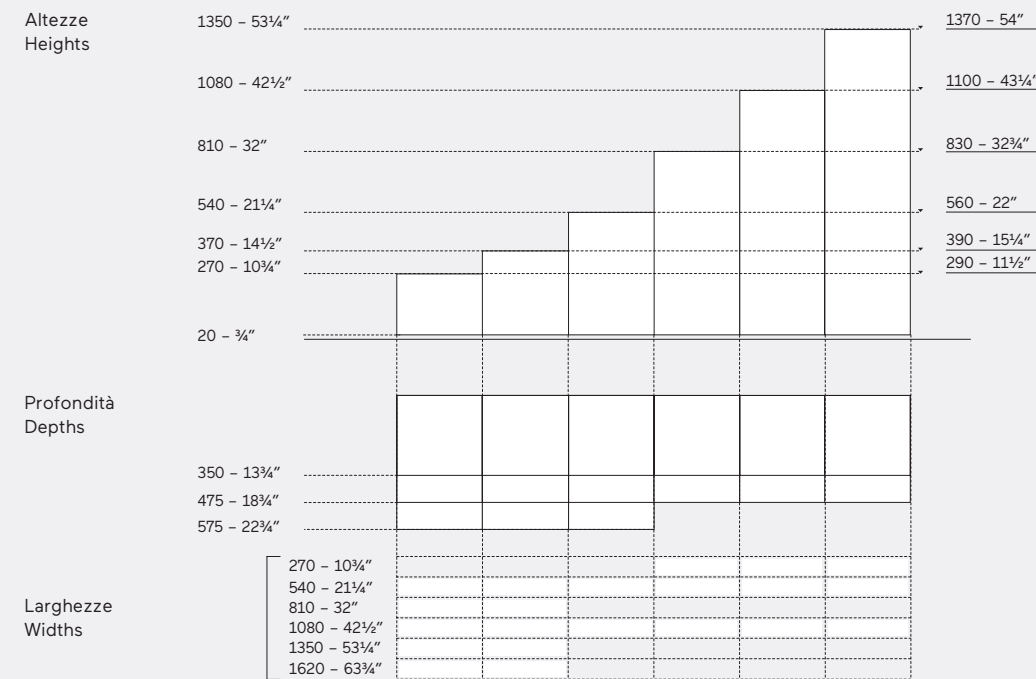 Altezze
Heights
1350 – 53¼″
1370 – 54″
1080 – 42½″
1100 – 43¼″
810 – 32″
830 – 32¾″
540 – 21¼″
560 – 22″
370 – 14½″
390 – 15¼″
270 – 10¾″
290 – 11½″
20 – ¾″
Profondità
Depths
350 – 13¾″
475 – 18¾″
575 – 22¾″
Larghezze
Widths
270 – 10¾″
540 – 21¼″
810 – 32″
1080 – 42½″
1350 – 53¼″
1620 – 63¾″